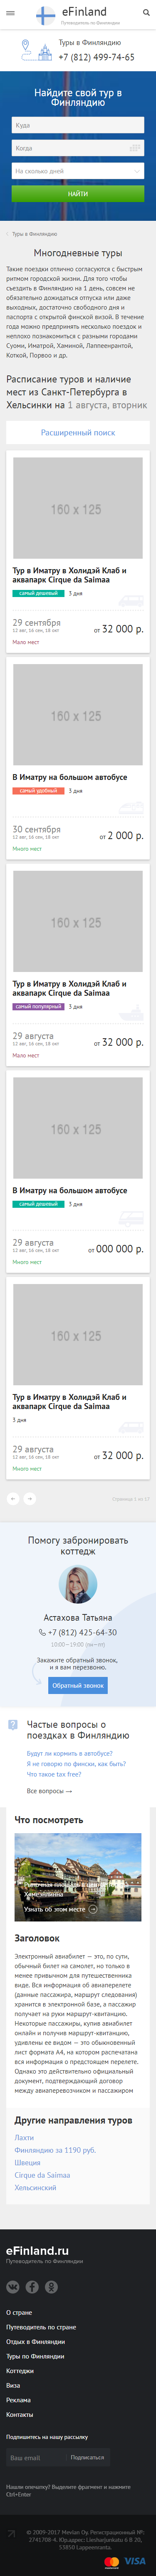 eFinland
Путеводитель по Финляндии
Туры в Финляндию
+7 (812) 499-74-65
Найдите свой тур в
Финляндию
Куда
Когда
На сколько дней
НАЙТИ
Туры в Финляндию
Многодневные туры
Такие поездки отлично согласуются с быстрым
ритмом городской жизни. Для того чтобы
съездить в Финляндию на 1 день, совсем не
обязательно дожидаться отпуска или даже
выходных, достаточно свободного дня и
паспорта с открытой финской визой. В течение
года можно предпринять несколько поездок и
неплохо познакомиться с разными городами
Суоми, Иматрой, Хаминой, Лаппеенрантой,
Коткой, Порвоо и др.
Расписание туров и наличие
мест из Санкт-Петербурга в
Хельсинки на 1 августа, вторник
Расширенный поиск
160 x 125
Тур в Иматру в Холидэй Клаб и
аквапарк Cirque da Saimaa
самый дешовый 3 дня
29 сентября
12 авг, 16 сен, 18 окт
от 32 000 р.
Мало мест
160 x 125
В Иматру на большом автобусе
самый удобный 3 дня
30 сентября
12 авг, 16 сен, 18 окт
от 2 000 р.
Много мест
160 x 125
Тур в Иматру в Холидэй Клаб и
аквапарк Cirque da Saimaa
самый популярный 3 дня
29 августа
12 авг, 16 сен, 18 окт
от 32 000 р.
Мало мест
160 x 125
В Иматру на большом автобусе
самый дешовый 3 дня
29 августа
12 авг, 16 сен, 18 окт
от 000 000 р.
Много мест
160 x 125
Тур в Иматру в Холидэй Клаб и
аквапарк Cirque da Saimaa
3 дня
29 августа
12 авг, 16 сен, 18 окт
от 32 000 р.
Много мест
Страница 1 из 12
Помогу забронировать
коттедж
Астахова Татьяна
+7 (812) 425-64-30
10:00—19:00 (пн—пт)
Закажите обратный звонок,
и я вам перезвоню.
Обратный звонок
Частые вопросы о
поездках в Финляндию
Будут ли кормить в автобусе?
Я не говорю по фински, как быть?
Что такое tax free?
Все вопросы →
Что посмотреть
Узнать об этом месте
Заголовок
Электронный авиабилет — это, по сути,
обычный билет на самолет, но только не
менее привычном для путешественника
виде. Вся информация об авиаперелете
(данные пассажира, маршрут следования)
хранится в электронной базе, а пассажир
получает на руки маршрут-квитанцию.
Некоторые пассажиры, купив авиабилет
онлайн и получив маршрут-квитанцию,
удивлены ее видом — это обыкновенный
лист формата А4, на котором распечатана
вся информация о предстоящем перелете.
Однако это действительно официальный
документ, подтверждающий договор
между авиаперевозчиком и пассажиром
Другие направления туров
Лахти
Финляндию за 1190 руб.
Швеция
Cirque da Saimaa
Хельсинский
eFinland.ru
Путеводитель по Финляндии
О стране
Путеводитель по стране
Отдых в Финляндии
Туры по Финляндии
Коттеджи
Виза
Реклама
Контакты
Подпишитесь на нашу рассылку
Ваш email
Подписаться
Нашли опечатку? Выделите фрагмент и нажмите
Ctrl+Enter
© 2009-2017 Menlon Oy. Регистрационный №:
2741708-4. Юр.адрес: Llenharjunkatu 6 B 20,
53850 Lappeenranta.
MasterCard
VISA